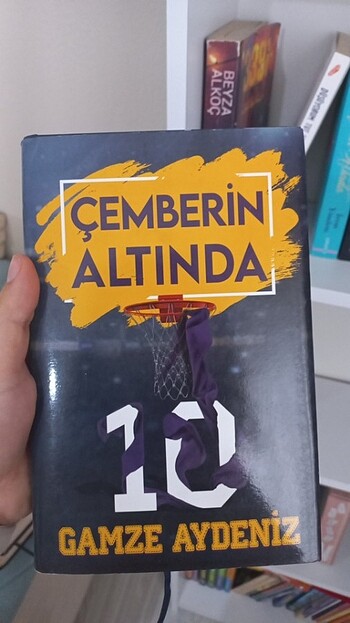 ÇEMBERİN
ALTINDA
10
GAMZE AYDENİZ
BEYZA
ALKOÇ